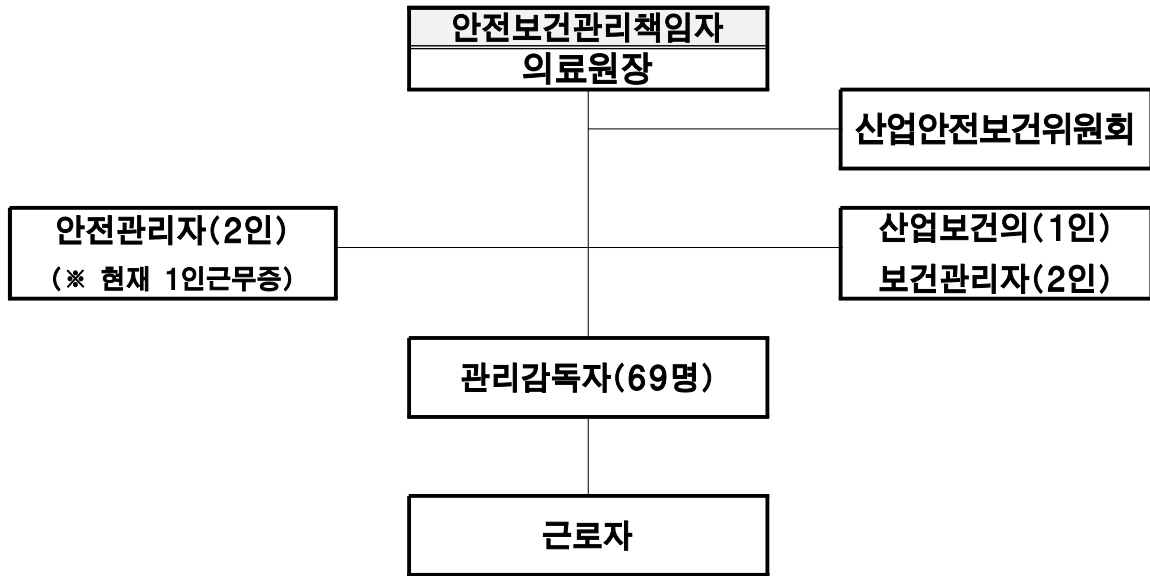 안전보건관리책임자
의료원장
산업안전보건위원회
안전관리자(2인)
(※ 현재 1인근무증)
산업보건의(1인)
보건관리자(2인)
관리감독자(69명)
근로자